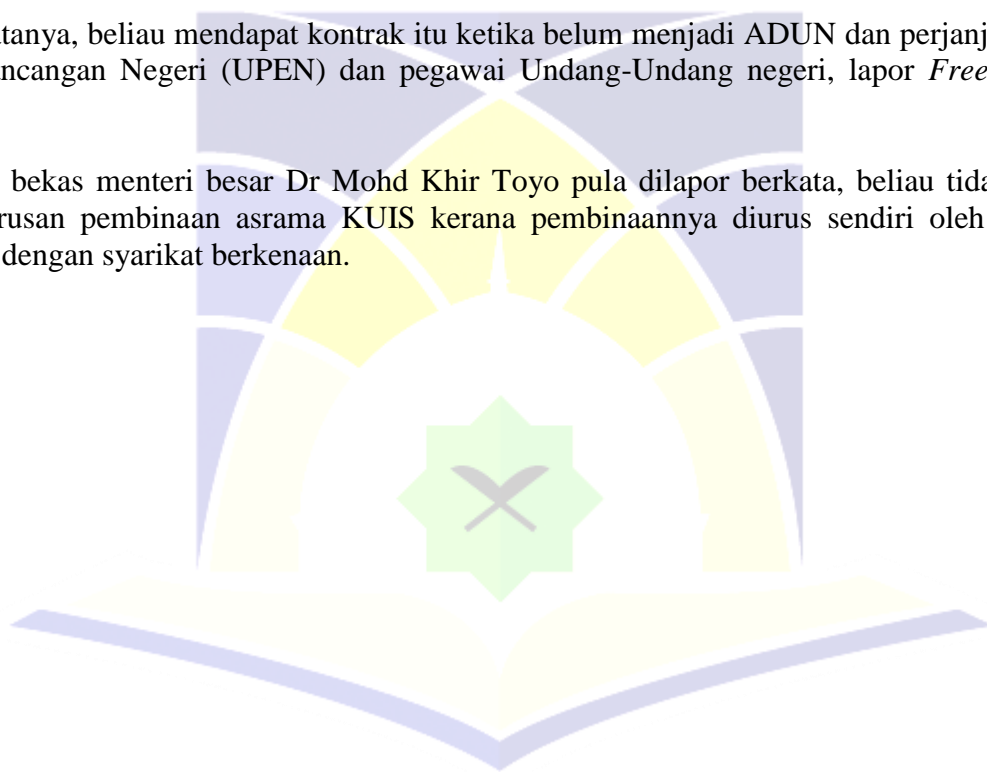 atanya, beliau mendapat kontrak itu ketika belum menjadi ADUN dan perjanj
ancangan Negeri (UPEN) dan pegawai Undang-Undang negeri, lapor Free
bekas menteri besar Dr Mohd Khir Toyo pula dilapor berkata, beliau tida
rusan pembinaan asrama KUIS kerana pembinaannya diurus sendiri oleh
dengan syarikat berkenaan.